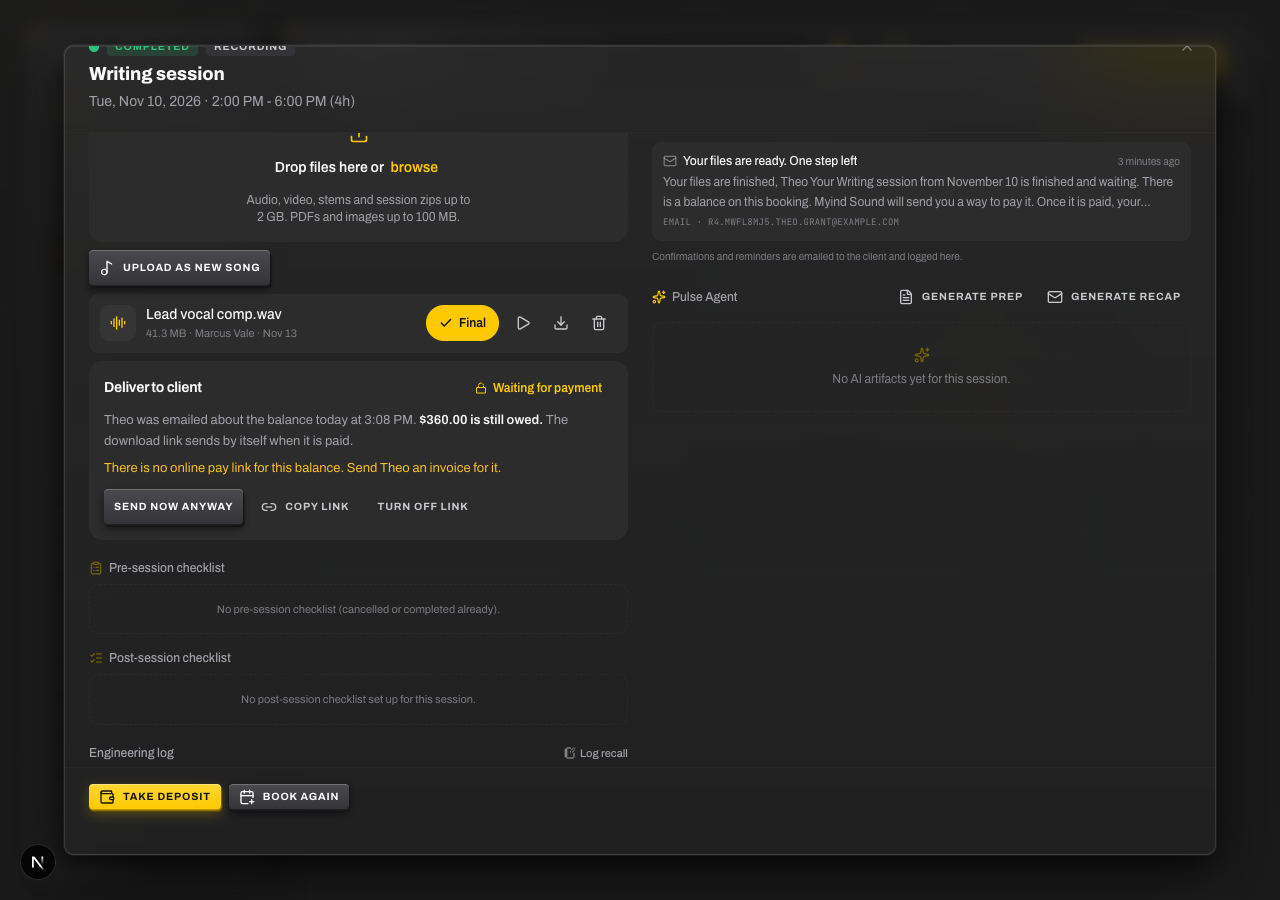 COMPLETED
RECORDING
Writing session
Tue, Nov 10, 2026 · 2:00 PM - 6:00 PM (4h)
Drop files here or browse
Audio, video, stems and session zips up to
2 GB. PDFs and images up to 100 MB.
UPLOAD AS NEW SONG
Lead vocal comp.wav
41.3 MB · Marcus Vale · Nov 13
Final
Deliver to client
Waiting for payment
Theo was emailed about the balance today at 3:08 PM. $360.00 is still owed. The
download link sends by itself when it is paid.
There is no online pay link for this balance. Send Theo an invoice for it.
SEND NOW ANYWAY
COPY LINK
TURN OFF LINK
Pre-session checklist
No pre-session checklist (cancelled or completed already).
Post-session checklist
No post-session checklist set up for this session.
Engineering log
Log recall
Your files are ready. One step left
3 minutes ago
Your files are finished, Theo Your Writing session from November 10 is finished and waiting. There
is a balance on this booking. Myind Sound will send you a way to pay it. Once it is paid, your...
EMAIL · R4.MWFL8MJ5.THEO.GRANT@EXAMPLE.COM
Confirmations and reminders are emailed to the client and logged here.
Pulse Agent
GENERATE PREP
GENERATE RECAP
No AI artifacts yet for this session.
TAKE DEPOSIT
BOOK AGAIN
N